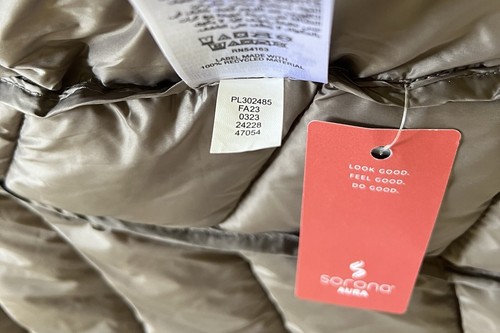 RN54163
LABEL MADE WITH
100% RECYCLED MATERIAL
PL302485
FA23
0323
24228
47054
LOOK GOOD.
FEEL GOOD.
DO GOOD.
sorona
AURA